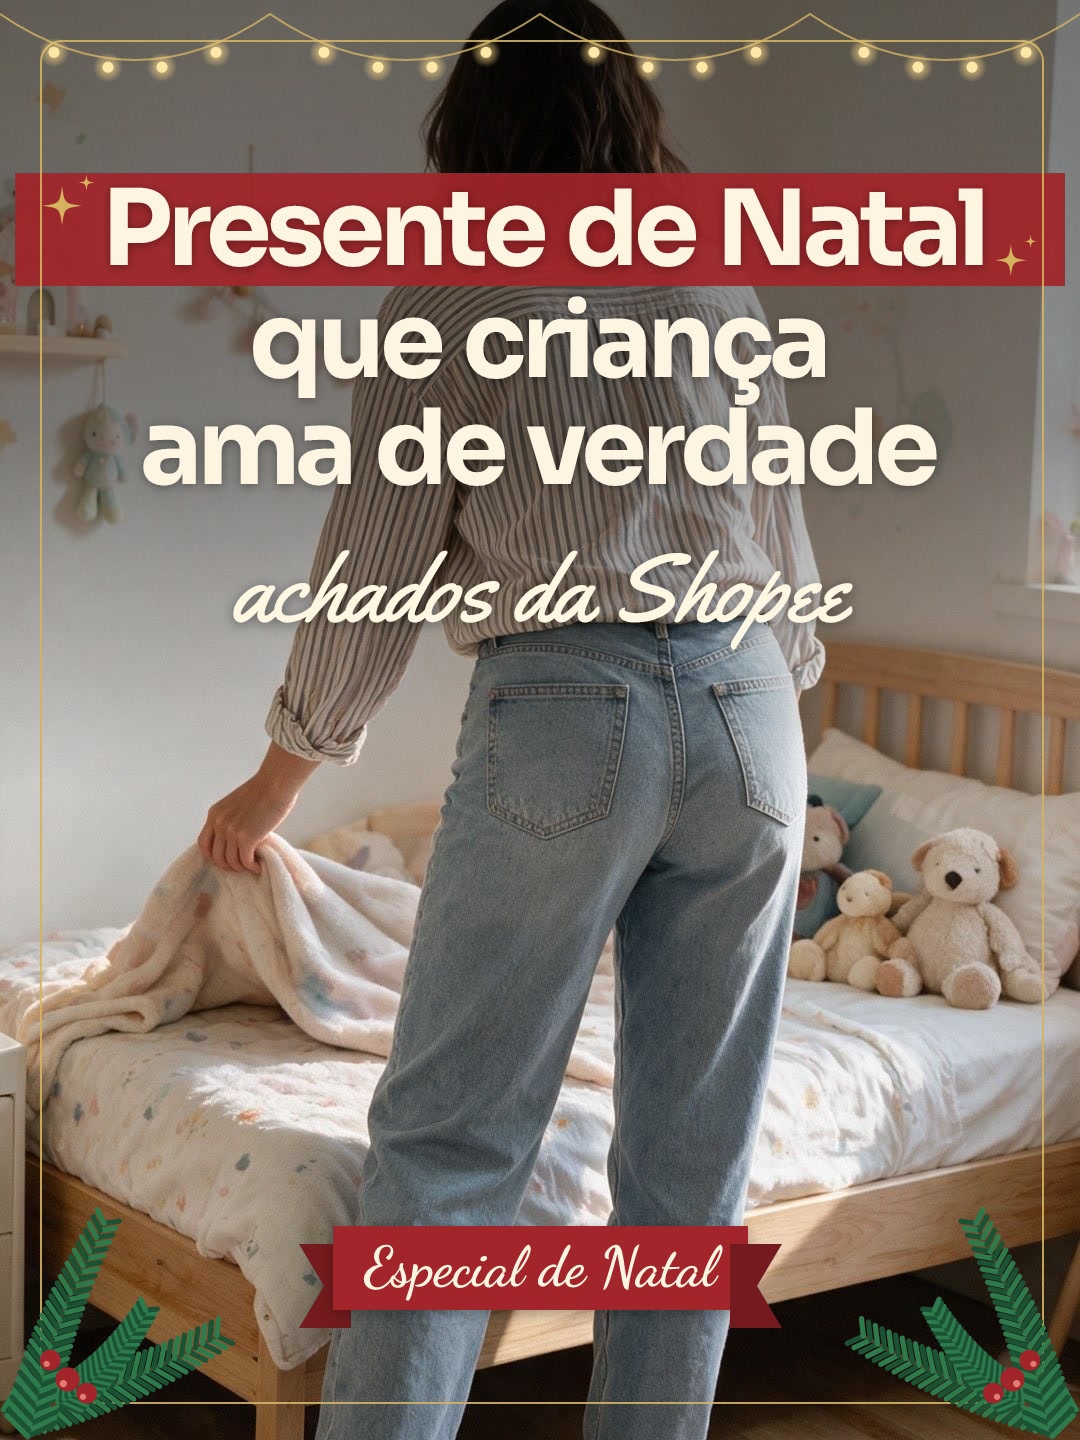 Presente de Natal
que criança
ama de verdade
achados da Shopee
Especial de Natal